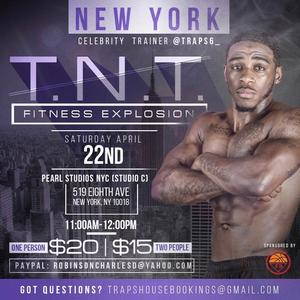 NEW YORK
CELEBRITY TRAINER @TRAPS6_
T.N.T.
FITNESS EXPLOSION
SATURDAY APRIL
22ND
PEARL STUDIOS NYC (STUDIO C)
519 EIGHTH AVE
NEW YORK, NY 10018
11:00AM-12:00PM
ONE PERSON $20 | $15 TWO PEOPLE
PAYPAL: ROBINSONCHARLESD@YAHOO.COM
SPONSORED BY
GOT QUESTIONS? TRAPSHOUSEBOOKINGS@GMAIL.COM